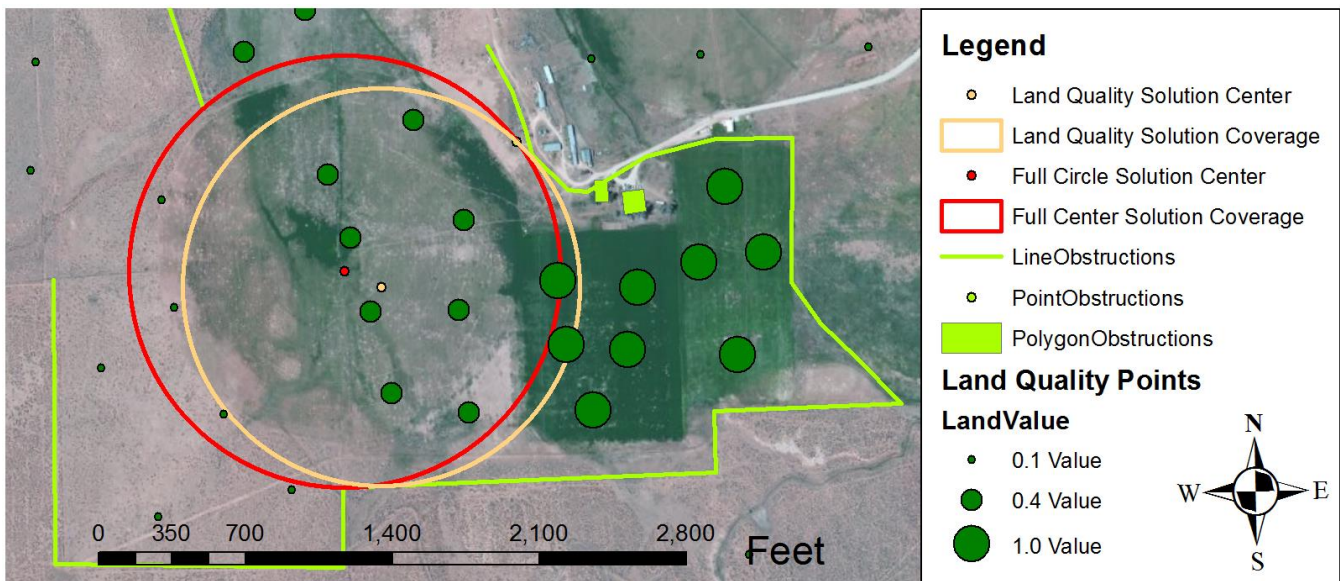 Legend
Land Quality Solution Center
Land Quality Solution Coverage
Full Circle Solution Center
Full Center Solution Coverage
LineObstructions
PointObstructions
PolygonObstructions
Land Quality Points
LandValue
0.1 Value
0.4 Value
1.0 Value
N
W E
S
0 350 700 1,400 2,100 2,800
Feet